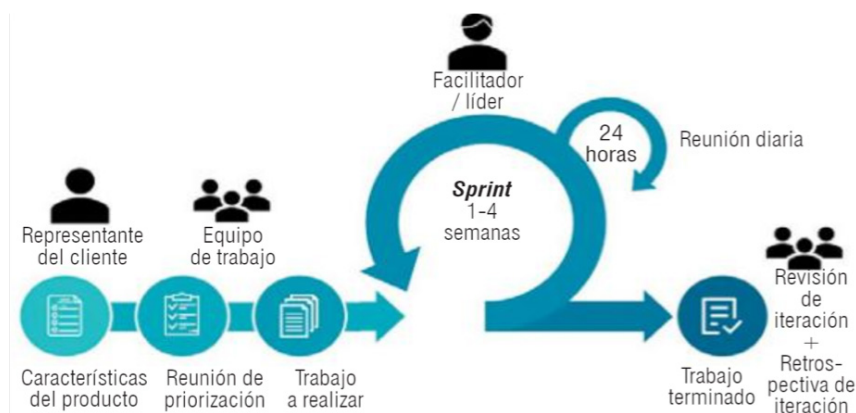 Facilitador
/ líder
24
horas
Reunión diaria
Sprint
1-4
semanas
Representante
del cliente
Equipo
de trabajo
Características
del producto
Reunión de
priorización
Trabajo
a realizar
Trabajo
terminado
Revisión
de
iteración
+
Retros-
pectiva de
iteración